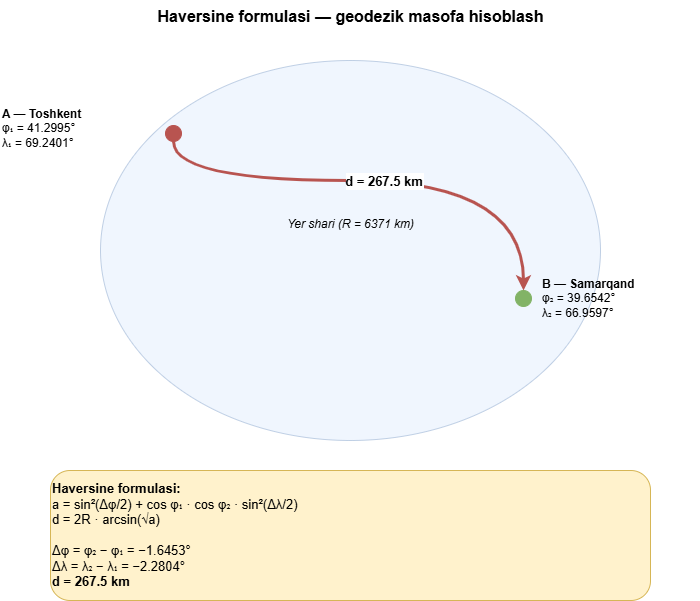 Haversine formulasi — geodezik masofa hisoblash
A — Toshkent
φ₁ = 41.2995°
λ₁ = 69.2401°
d = 267.5 km
Yer shari (R = 6371 km)
B — Samarqand
φ₂ = 39.6542°
λ₂ = 66.9597°
Haversine formulasi:
a = sin²(Δφ/2) + cos φ₁ · cos φ₂ · sin²(Δλ/2)
d = 2R · arcsin(√a)
Δφ = φ₂ − φ₁ = −1.6453°
Δλ = λ₂ − λ₁ = −2.2804°
d = 267.5 km